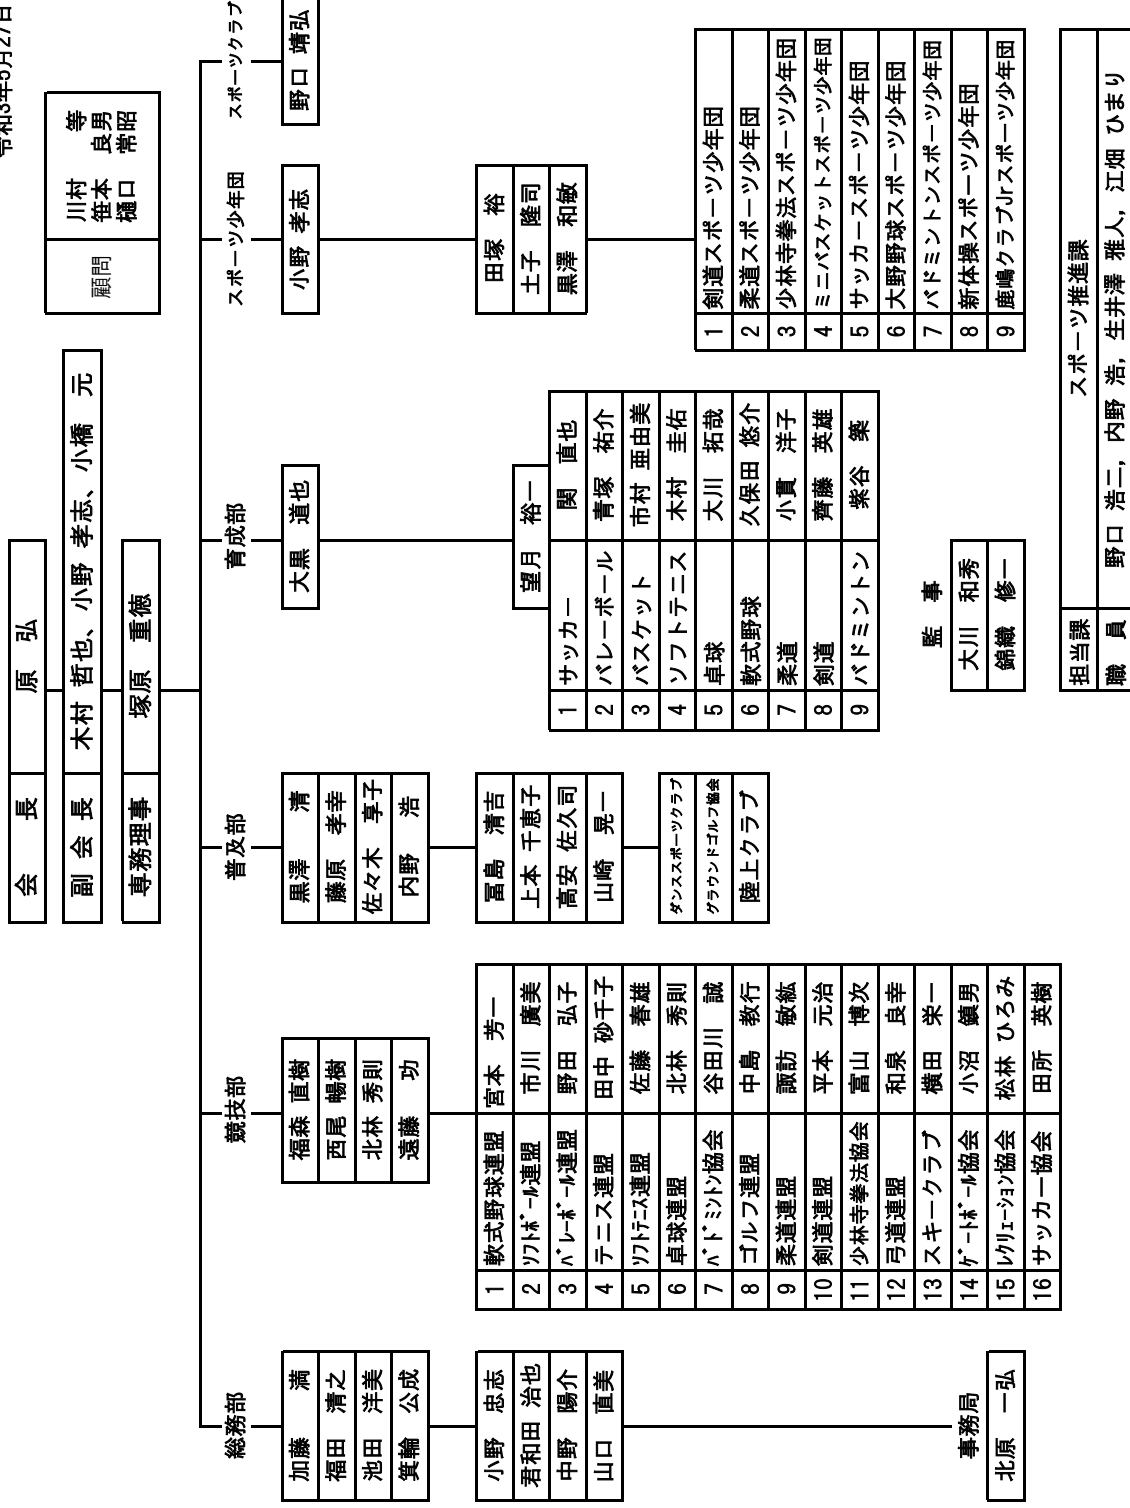 令和3年5月27日
会　長　原　弘
副 会 長　木村 哲也、小野 孝志、小橋 元
専務理事　塚原 重徳
顧問
川村 等
笹本 良男
樋口 常昭
総務部
加藤 満
福田 清之
池田 洋美
箕輪 公成
小野 忠志
君和田 治也
中野 陽介
山口 直美
事務局
北原 一弘
競技部
福森 直樹
西尾 暢樹
北林 秀則
遠藤 功
1 軟式野球連盟 宮本 芳一
2 ｿﾌﾄﾎﾞｰﾙ連盟 市川 廣美
3 ﾊﾞﾚｰﾎﾞｰﾙ連盟 野田 弘子
4 テニス連盟 田中 砂千子
5 ｿﾌﾄﾃﾆｽ連盟 佐藤 春雄
6 卓球連盟 北林 秀則
7 ﾊﾞﾄﾞﾐﾝﾄﾝ協会 谷田川 誠
8 ゴルフ連盟 中島 教行
9 柔道連盟 諏訪 敏紘
10 剣道連盟 平本 元治
11 少林寺拳法協会 富山 博次
12 弓道連盟 和泉 良幸
13 スキークラブ 横田 栄一
14 ｹﾞｰﾄﾎﾞｰﾙ協会 小沼 鎮男
15 ﾚｸﾘｪｰｼｮﾝ協会 松林 ひろみ
16 サッカー協会 田所 英樹
普及部
黒澤 清
藤原 孝幸
佐々木 享子
内野 浩
冨島 清吉
上本 千恵子
高安 佐久司
山崎 晃一
ダンススポーツクラブ
グラウンドゴルフ協会
陸上クラブ
育成部
大黒 道也
望月 裕一
1 サッカー 関 直也
2 バレーボール 青塚 祐介
3 バスケット 市村 亜由美
4 ソフトテニス 木村 圭佑
5 卓球 大川 拓哉
6 軟式野球 久保田 悠介
7 柔道 小貫 洋子
8 剣道 齊藤 英雄
9 バドミントン 紫谷 築
監　事
大川 和秀
錦織 修一
スポーツ少年団
小野 孝志
田塚 裕
土子 隆司
黒澤 和敏
1 剣道スポーツ少年団
2 柔道スポーツ少年団
3 少林寺拳法スポーツ少年団
4 ミニバスケットスポーツ少年団
5 サッカースポーツ少年団
6 大野野球スポーツ少年団
7 バドミントンスポーツ少年団
8 新体操スポーツ少年団
9 鹿嶋クラブJrスポーツ少年団
スポーツクラブ
野口 靖弘
担当課　スポーツ推進課
職　員　野口 浩二，内野 浩，生井澤 雅人，江畑 ひまり